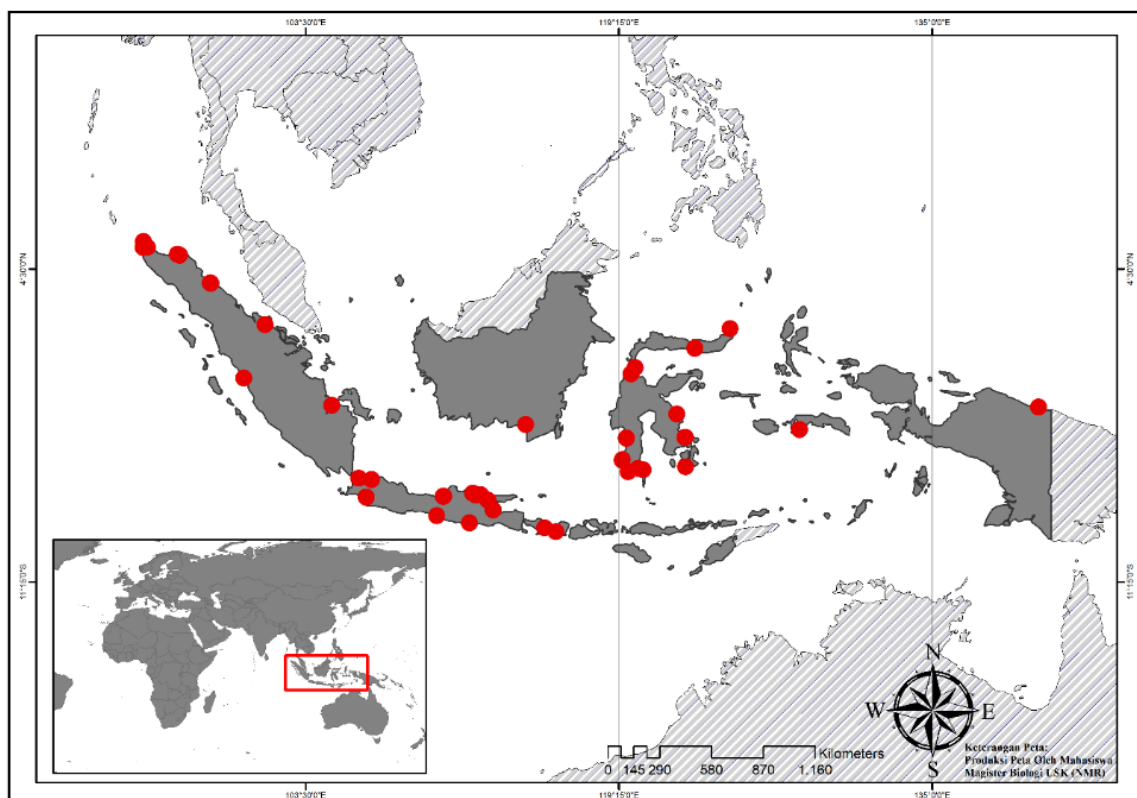 103°30'0"E 119°15'0"E 135°0'0"E
4°30'0"N 4°30'0"N
11°15'0"S 11°15'0"S
N
W E
S
Kilometers
0 145 290 580 870 1.160
Keterangan Peta:
Produksi Peta Oleh Mahasiswa
Magister Biologi USK (NMR)
103°30'0"E 119°15'0"E 135°0'0"E